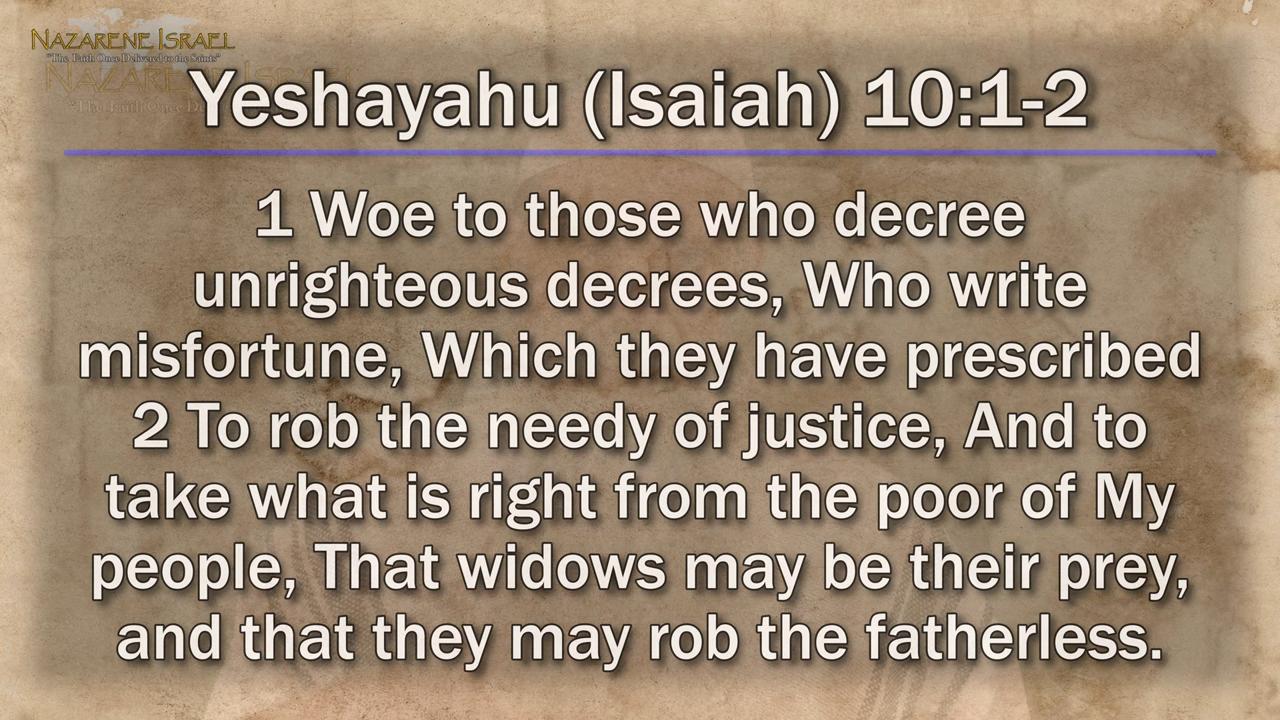 NAZARENE ISRAEL
"The Faith Once Delivered to the Saints"
Yeshayahu (Isaiah) 10:1-2
1 Woe to those who decree
unrighteous decrees, Who write
misfortune, Which they have prescribed
2 To rob the needy of justice, And to
take what is right from the poor of My
people, That widows may be their prey,
and that they may rob the fatherless.